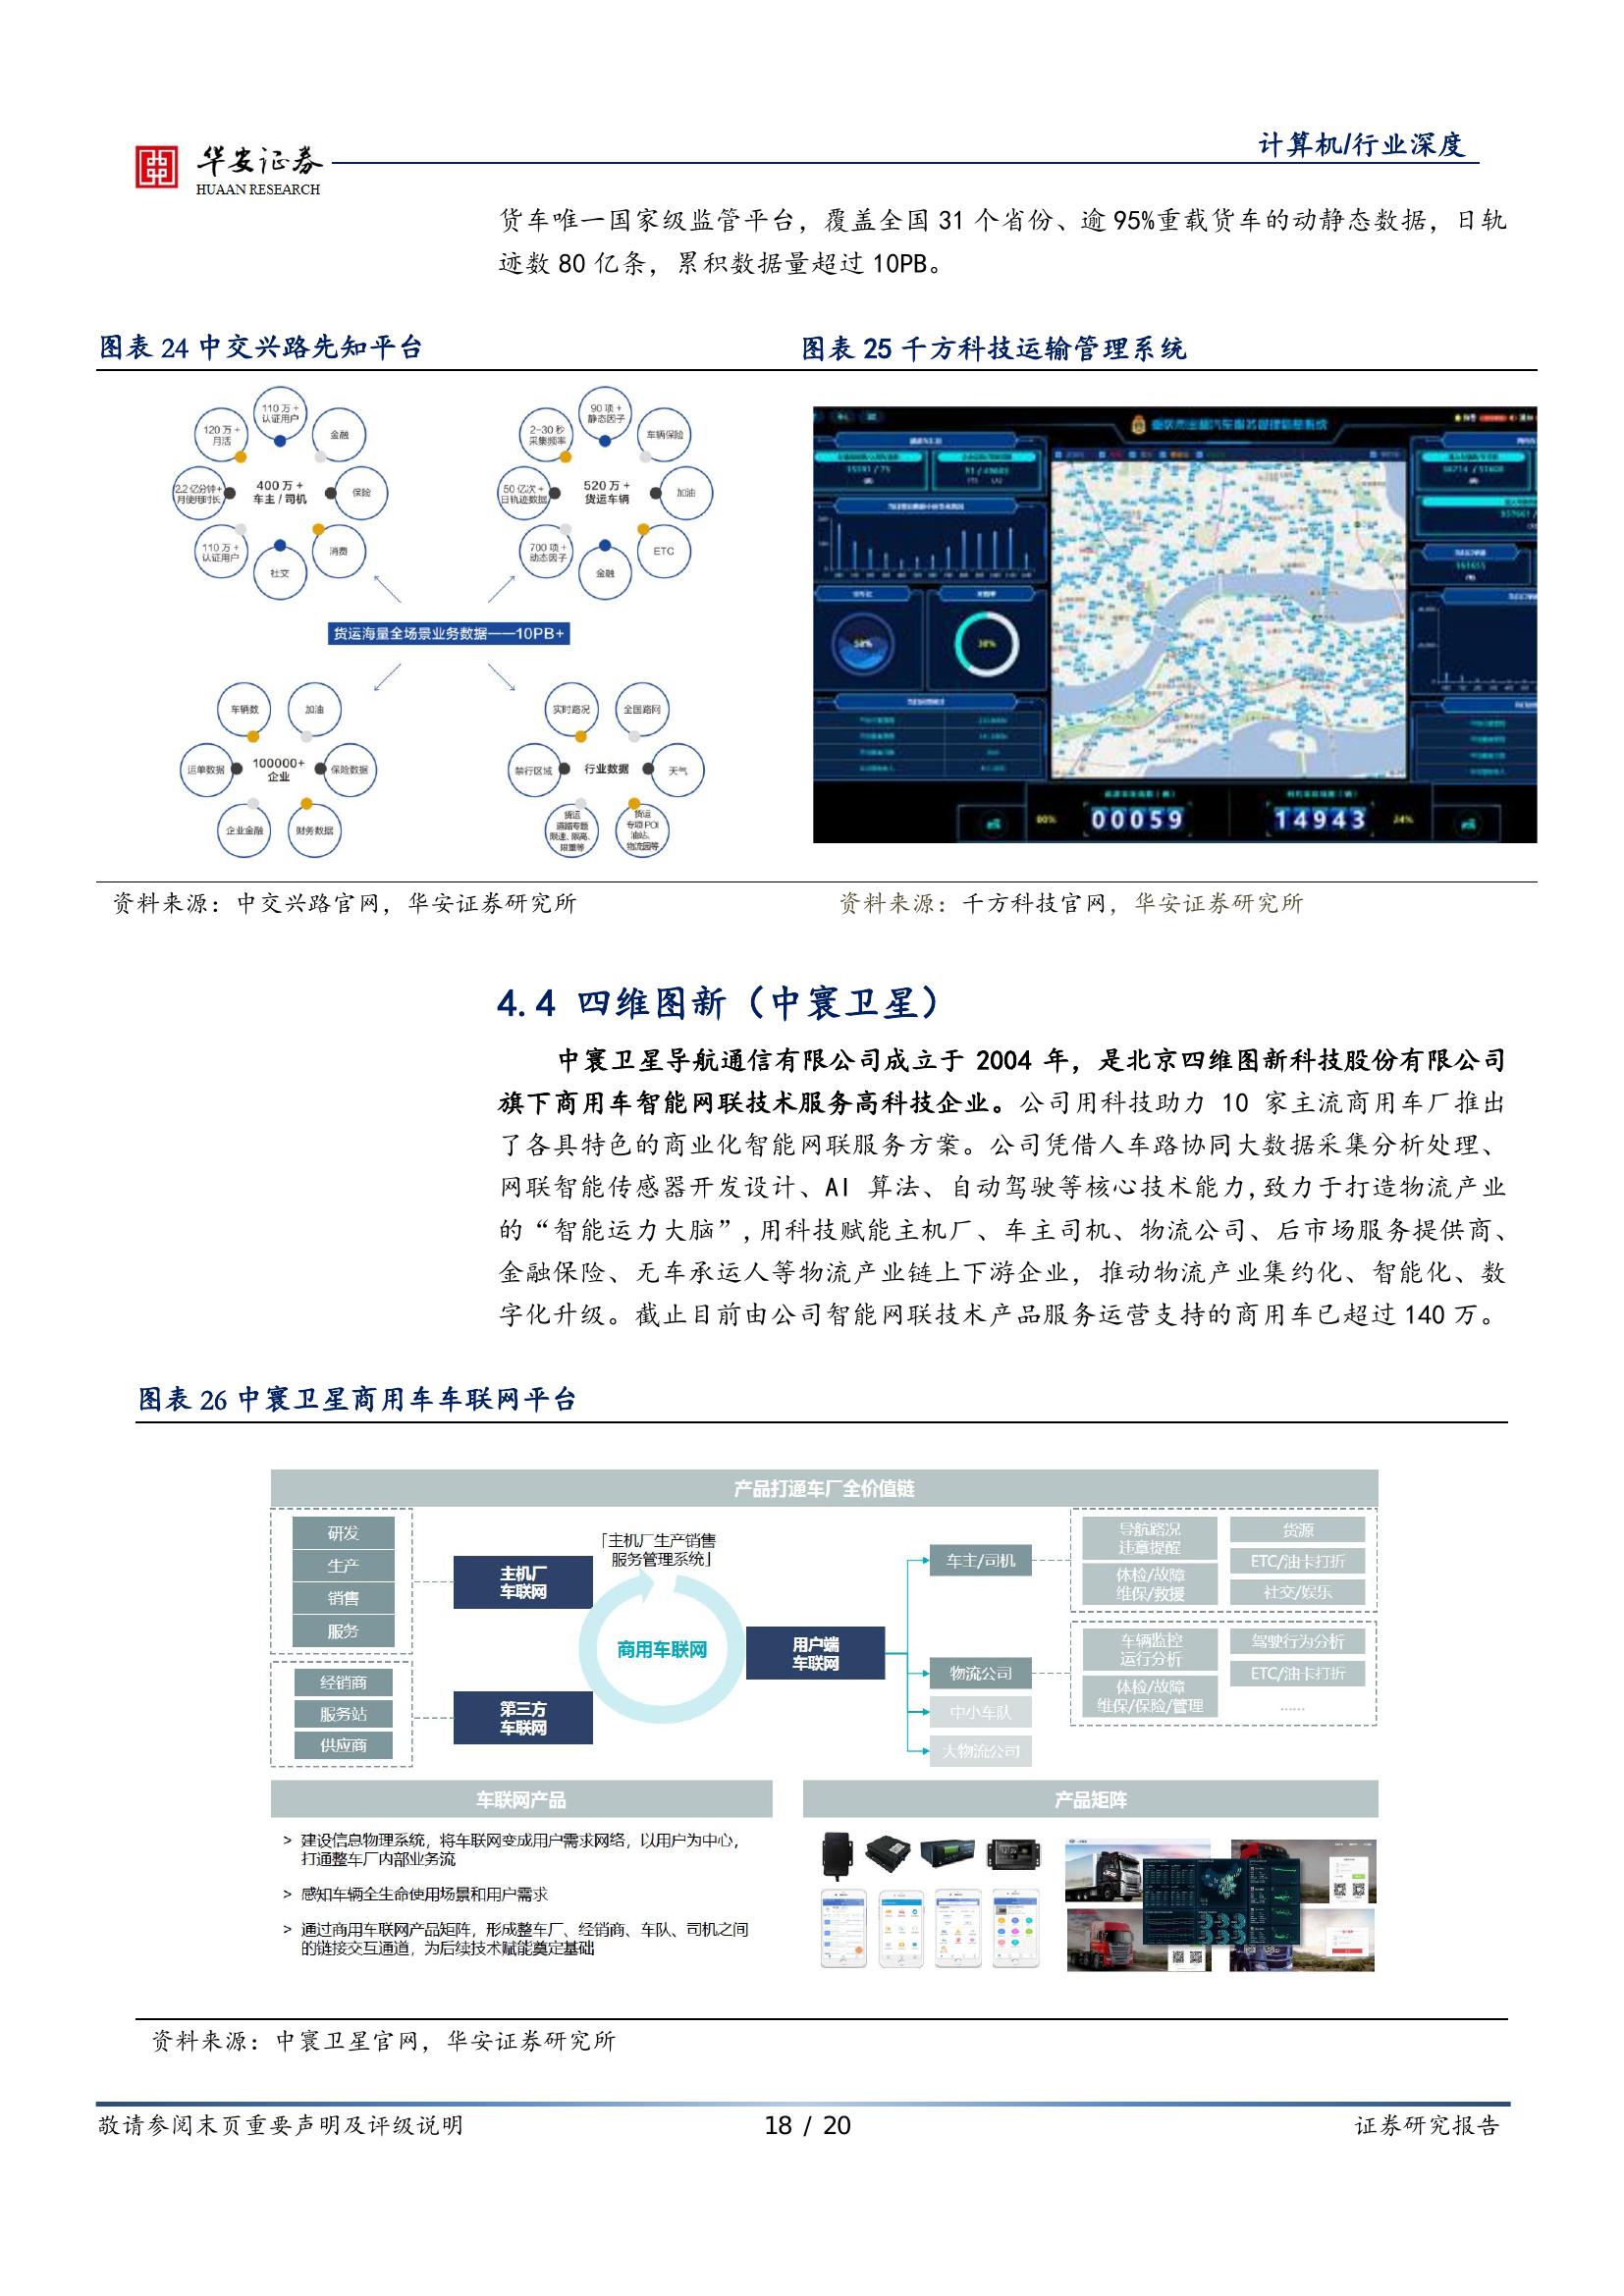 华安证券
HUAAN RESEARCH
计算机/行业深度
货车唯一国家级监管平台，覆盖全国 31 个省份、逾 95%重载货车的动静态数据，日轨
迹数 80 亿条，累积数据量超过 10PB。
图表 24 中交兴路先知平台
110 万 +
认证用户
120 万 +
月活
金融
2.2 亿分钟+
月使用时长
400 万 +
车主 / 司机
保险
110 万 +
认证用户
消费
社交
90 项 +
静态因子
2-30 秒
采集频率
车辆保险
50 亿次 +
日轨迹数据
520 万 +
货运车辆
加油
700 项 +
动态因子
ETC
金融
货运海量全场景业务数据——10PB+
车辆数
加油
运单数据
100000+
企业
保险数据
企业金融
财务数据
实时路况
全国路网
禁行区域
行业数据
天气
货运
道路专题
限速、限高、
限重等
货运
专项 POI
油站、
物流园等
图表 25 千方科技运输管理系统
38%
80%
00059
14943
24%
资料来源：中交兴路官网，华安证券研究所
资料来源：千方科技官网，华安证券研究所
4.4 四维图新（中寰卫星）
中寰卫星导航通信有限公司成立于 2004 年，是北京四维图新科技股份有限公司
旗下商用车智能网联技术服务高科技企业。公司用科技助力 10 家主流商用车厂推出
了各具特色的商业化智能网联服务方案。公司凭借人车路协同大数据采集分析处理、
网联智能传感器开发设计、AI 算法、自动驾驶等核心技术能力,致力于打造物流产业
的“智能运力大脑”,用科技赋能主机厂、车主司机、物流公司、后市场服务提供商、
金融保险、无车承运人等物流产业链上下游企业，推动物流产业集约化、智能化、数
字化升级。截止目前由公司智能网联技术产品服务运营支持的商用车已超过 140 万。
图表 26 中寰卫星商用车车联网平台
产品打通车厂全价值链
研发
生产
销售
服务
经销商
服务站
供应商
主机厂
车联网
第三方
车联网
「主机厂生产销售
服务管理系统」
商用车联网
用户端
车联网
车主/司机
物流公司
中小车队
大物流公司
导航路况
违章提醒
货源
ETC/油卡打折
体检/故障
维保/救援
社交/娱乐
车辆监控
运行分析
驾驶行为分析
ETC/油卡打折
体检/故障
维保/保险/管理
......
车联网产品
> 建设信息物理系统，将车联网变成用户需求网络，以用户为中心，
打通整车厂内部业务流
> 感知车辆全生命使用场景和用户需求
> 通过商用车联网产品矩阵，形成整车厂、经销商、车队、司机之间
的链接交互通道，为后续技术赋能奠定基础
产品矩阵
资料来源：中寰卫星官网，华安证券研究所
敬请参阅末页重要声明及评级说明
18 / 20
证券研究报告